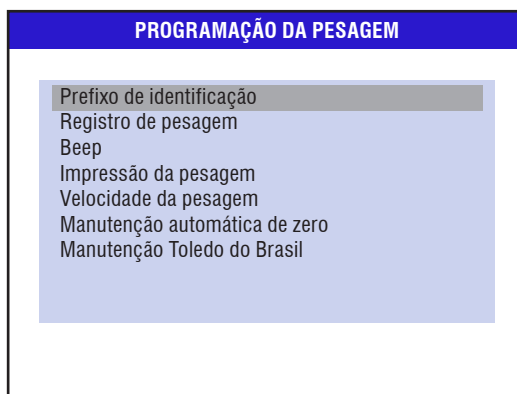 PROGRAMAÇÃO DA PESAGEM
Prefixo de identificação
Registro de pesagem
Beep
Impressão da pesagem
Velocidade da pesagem
Manutenção automática de zero
Manutenção Toledo do Brasil